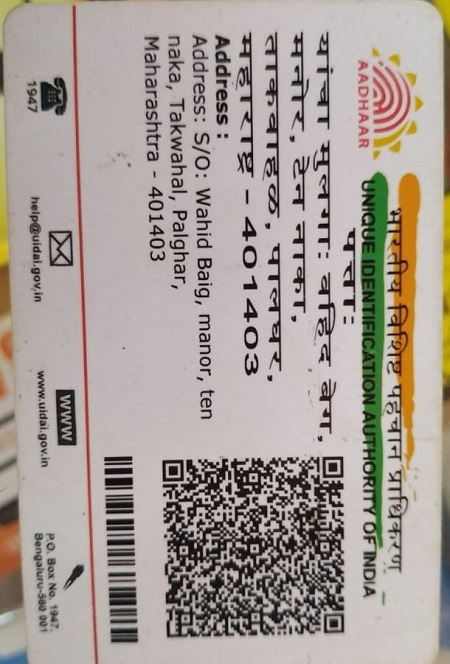 AADHAAR
भारतीय विशिष्ट पहचान प्राधिकरण
UNIQUE IDENTIFICATION AUTHORITY OF INDIA
पत्ता:
यांचा मुलगा: वहिद बेग,
मनोर, टेन नाका,
ताकवाहल, पालघर,
महाराष्ट्र - 401403
Address :
Address: S/O: Wahid Baig, manor, ten
naka, Takwahal, Palghar,
Maharashtra - 401403
1947
help@uidai.gov.in
www
www.uidai.gov.in
P.O. Box No. 1947,
Bengaluru-560 001